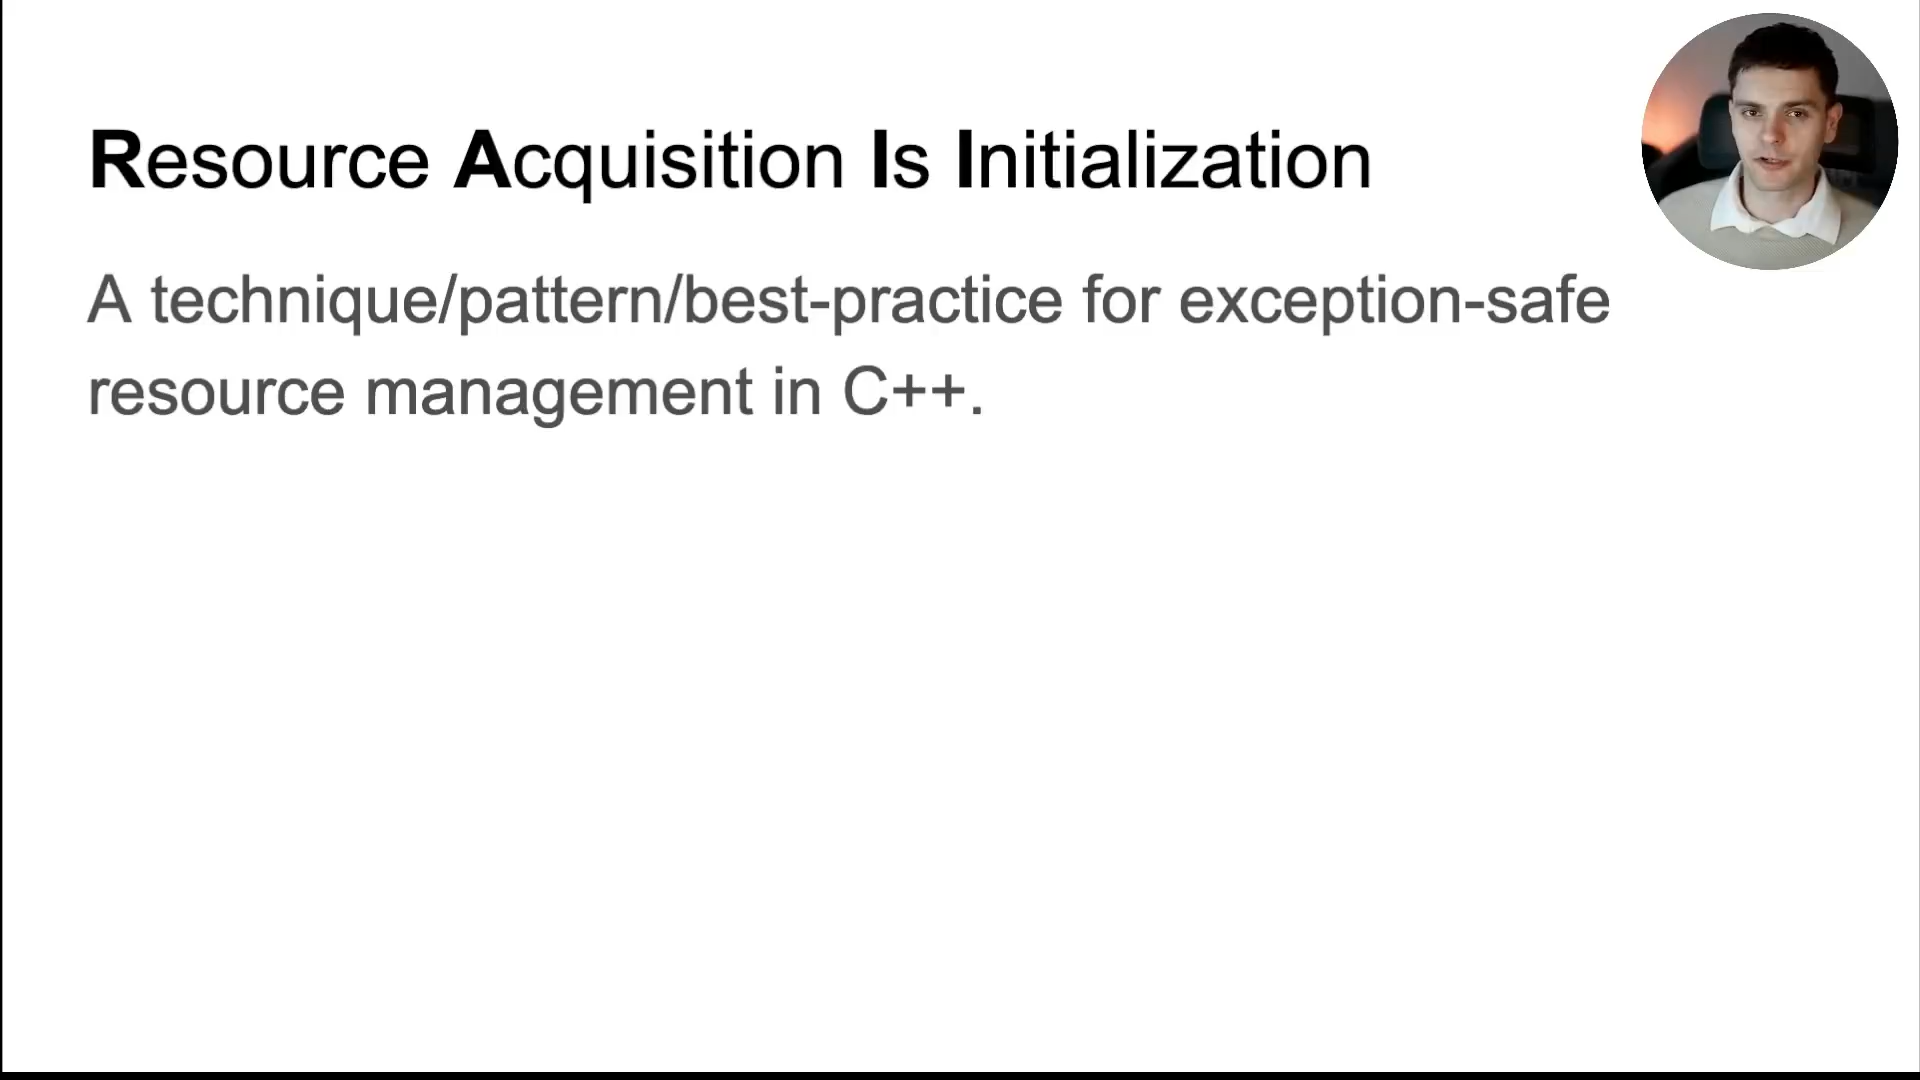 Resource Acquisition Is Initialization
A technique/pattern/best-practice for exception-safe
resource management in C++.